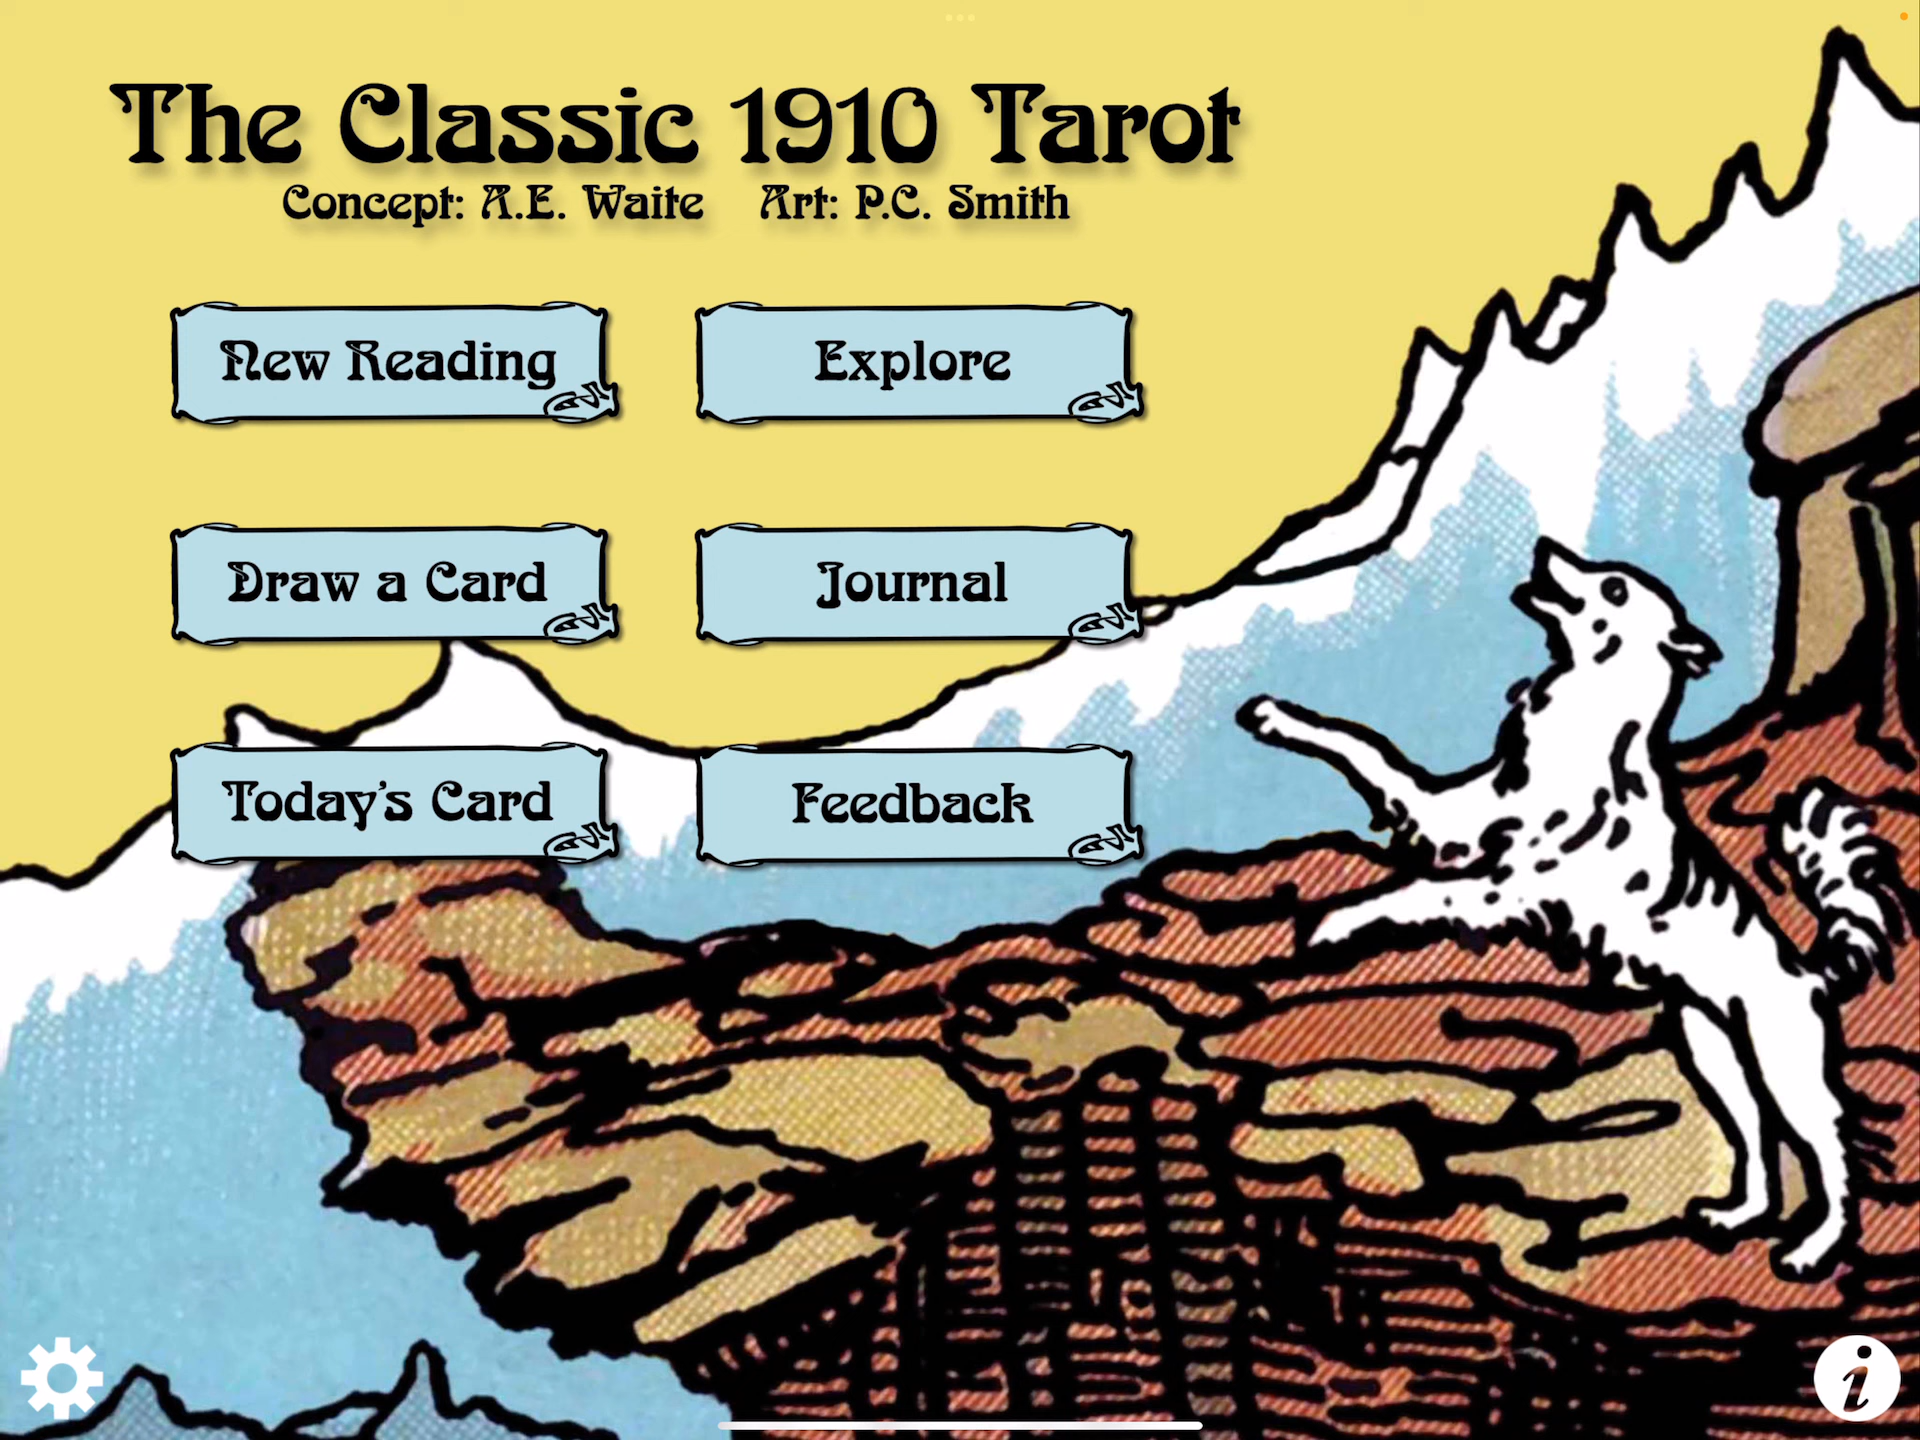 The Classic 1910 Tarot
Concept: A.E. Waite Art: P.C. Smith
New Reading
Explore
Draw a Card
Journal
Today's Card
Feedback
i